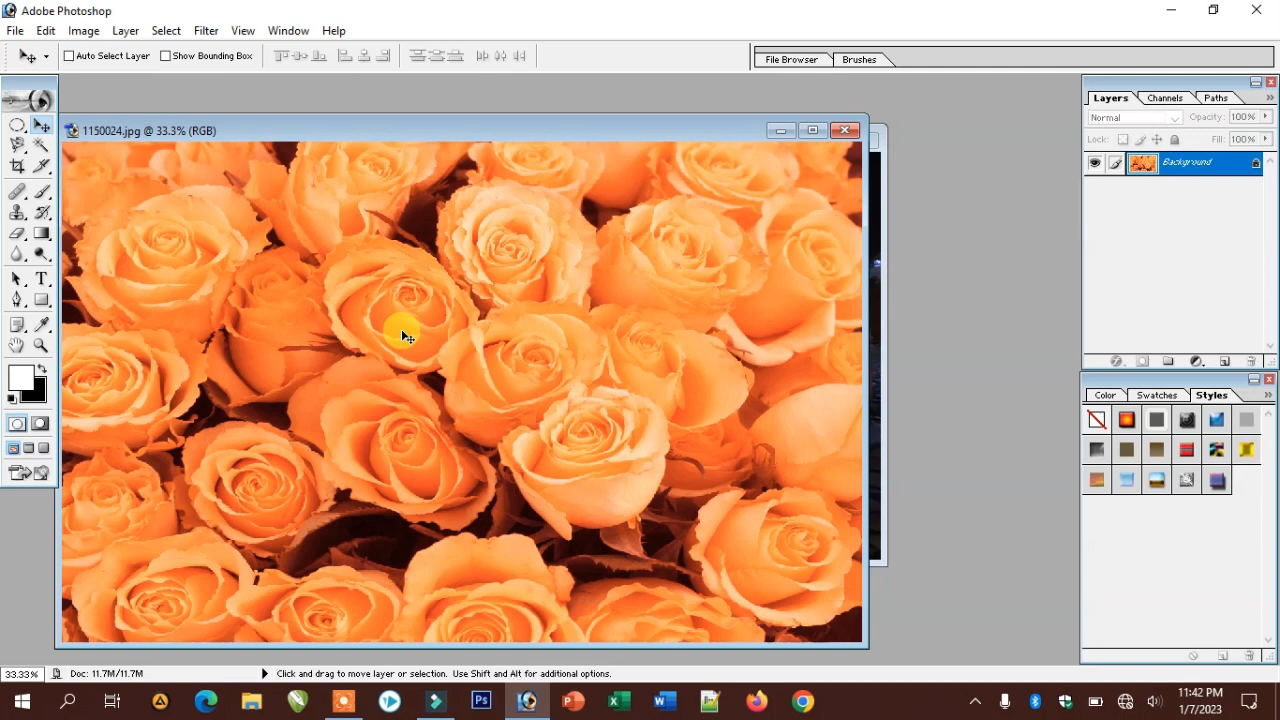 Adobe Photoshop
File Edit Image Layer Select Filter View Window Help
Auto Select Layer Show Bounding Box File Browser Brushes
1150024.jpg @ 33.3% (RGB)
Layers Channels Paths
Normal Opacity: 100%
Lock: Fill: 100%
Background
Color Swatches Styles
33.33% Doc: 11.7M/11.7M Click and drag to move layer or selection. Use Shift and Alt for additional options.
11:42 PM
1/7/2023